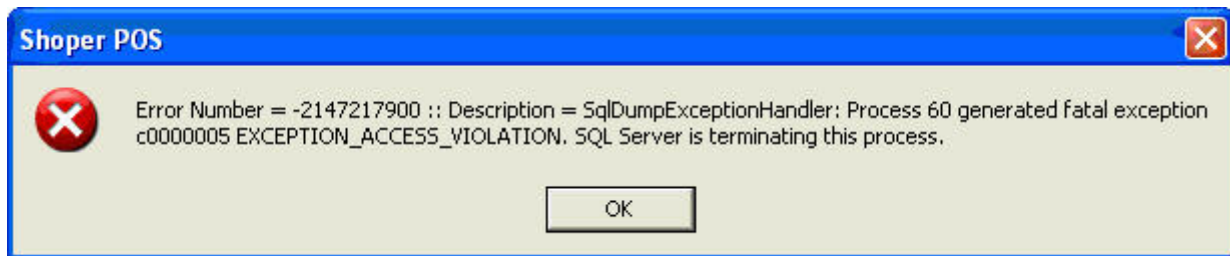 Shoper POS
Error Number = -2147217900 :: Description = SqlDumpExceptionHandler: Process 60 generated fatal exception
c0000005 EXCEPTION_ACCESS_VIOLATION. SQL Server is terminating this process.
OK